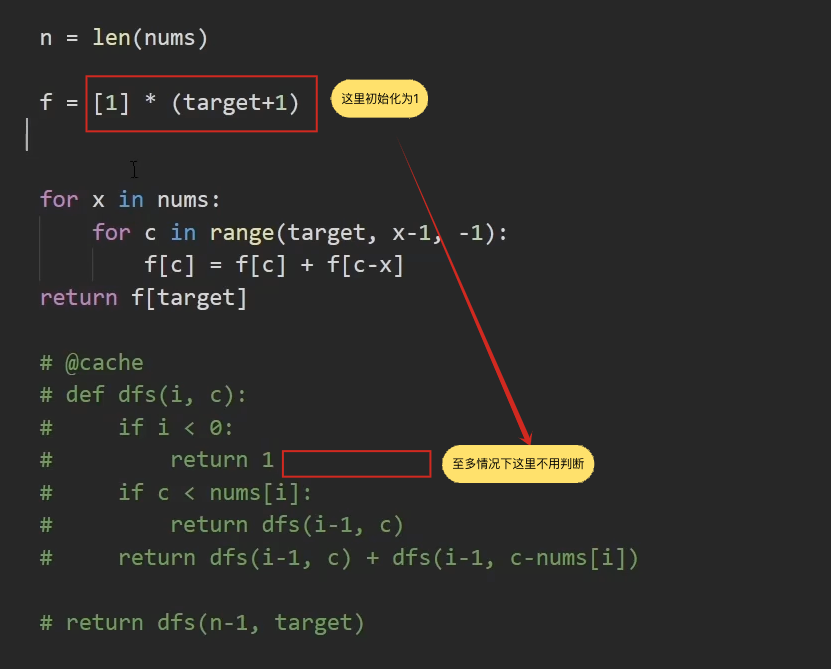 n = len(nums)
f = [1] * (target+1)
这里初始化为1
for x in nums:
    for c in range(target, x-1, -1):
        f[c] = f[c] + f[c-x]
return f[target]
# @cache
# def dfs(i, c):
#     if i < 0:
#         return 1
至多情况下这里不用判断
#     if c < nums[i]:
#         return dfs(i-1, c)
#     return dfs(i-1, c) + dfs(i-1, c-nums[i])
# return dfs(n-1, target)